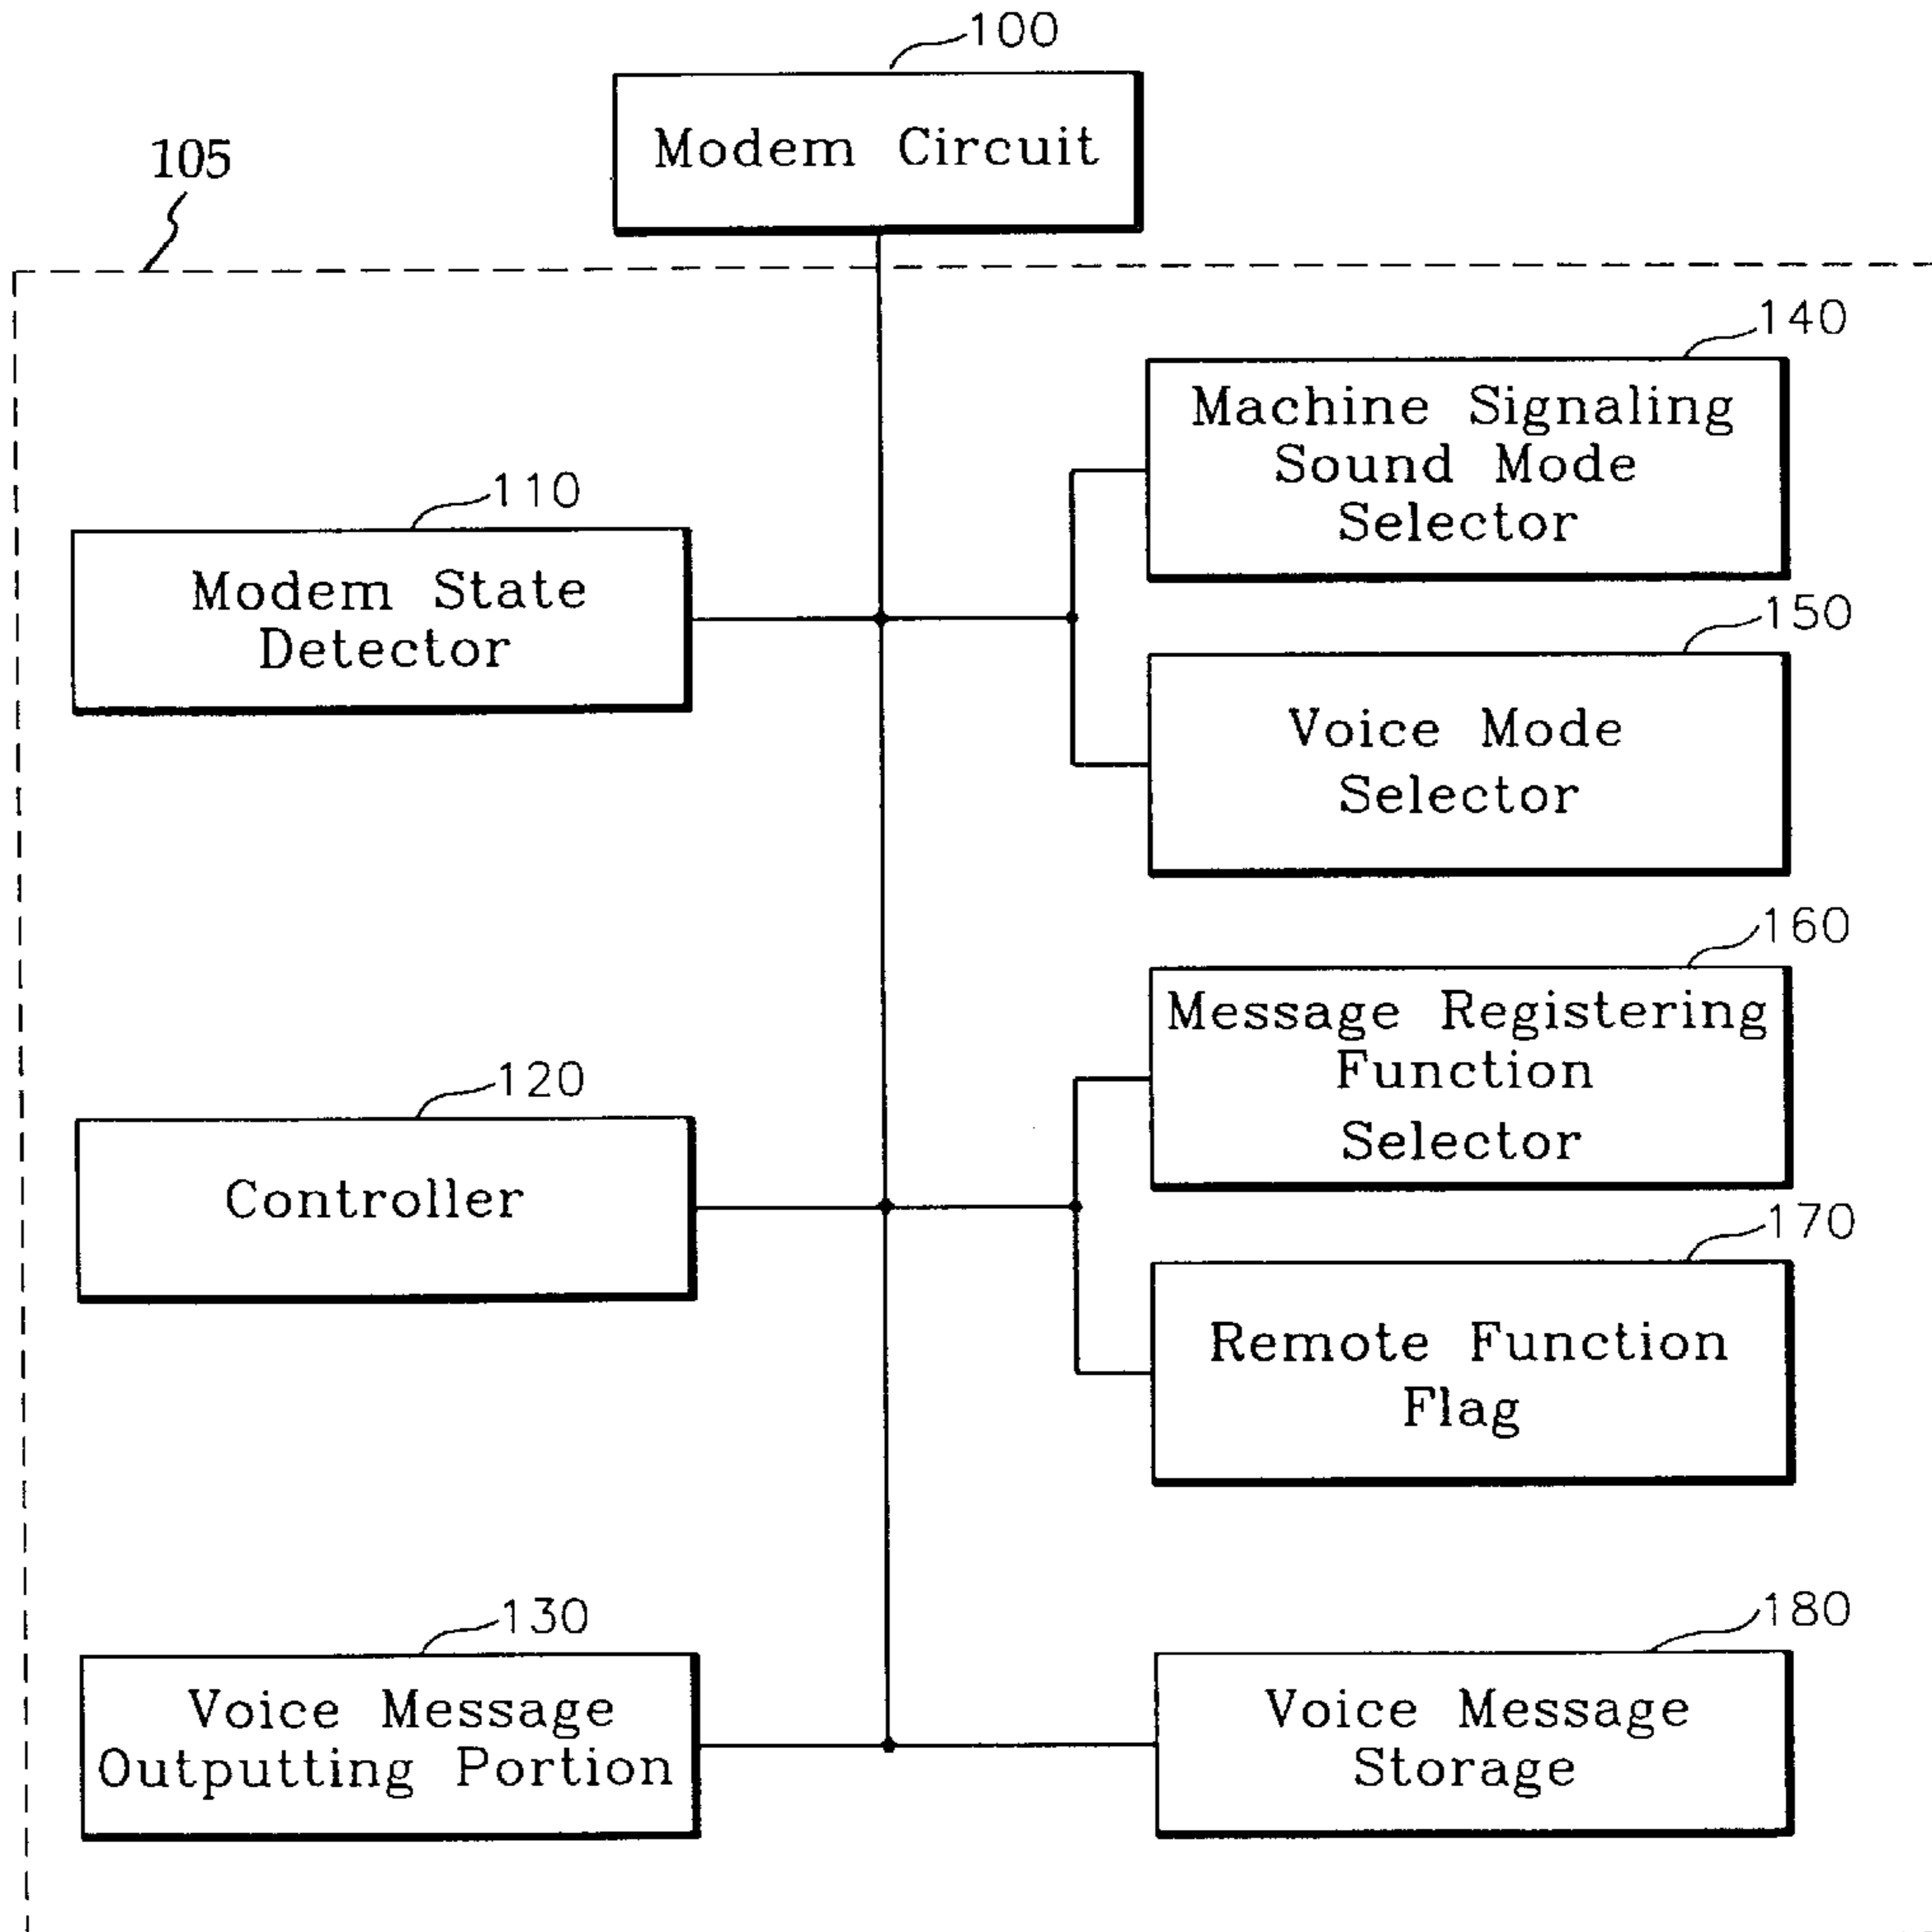 100
Modem Circuit
105
140
Machine Signaling
Sound Mode
Selector
110
Modem State
Detector
150
Voice Mode
Selector
160
Message Registering
Function
Selector
120
Controller
170
Remote Function
Flag
130
Voice Message
Outputting Portion
180
Voice Message
Storage